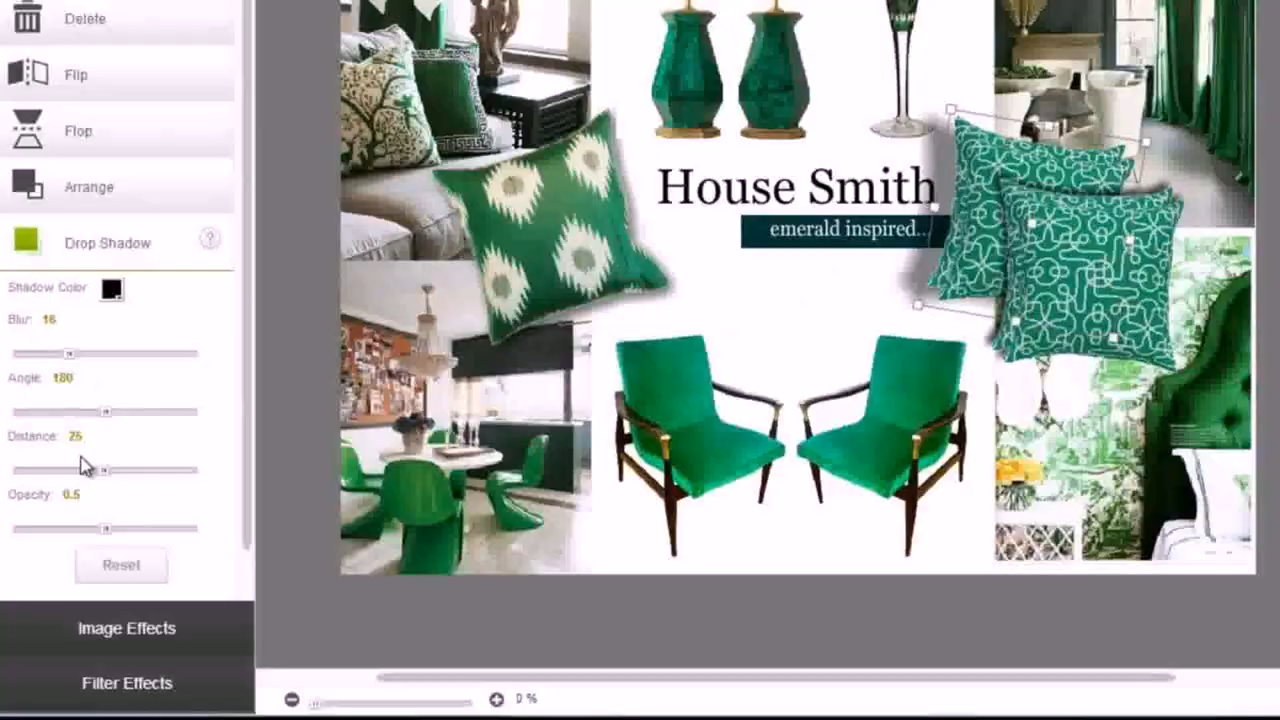 Delete
Flip
Flop
Arrange
Drop Shadow
?
Shadow Color
Blur: 16
Angle: 180
Distance: 25
Opacity: 0.5
Reset
Image Effects
Filter Effects
House Smith
emerald inspired...
0 %